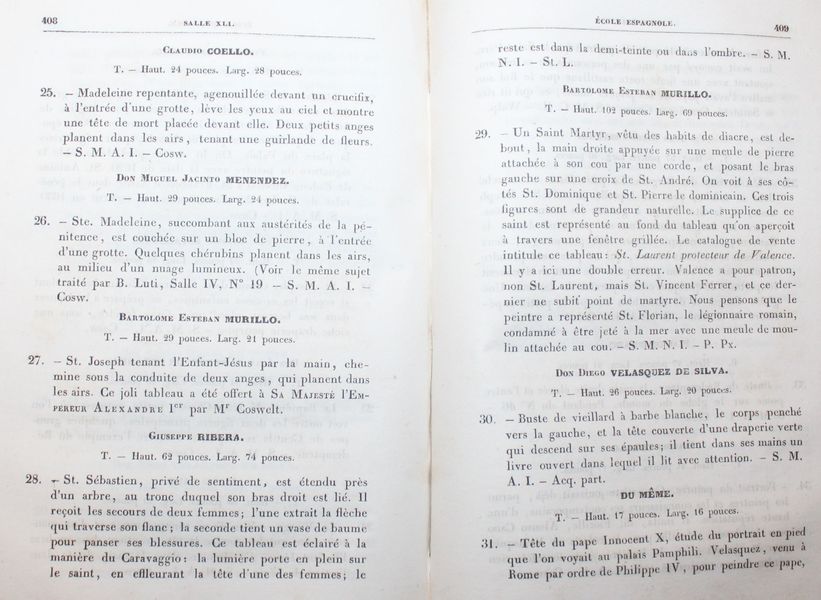 408
SALLE XLI.
CLAUDIO COELLO.
T. — Haut. 24 pouces. Larg. 28 pouces.
25. — Madeleine repentante, agenouillée devant un crucifix,
à l'entrée d'une grotte, lève les yeux au ciel et montre
une tête de mort placée devant elle. Deux petits anges
planent dans les airs, tenant une guirlande de fleurs.
— S. M. A. I. — Cosw.
DON MIGUEL JACINTO MENENDEZ.
T. — Haut. 29 pouces. Larg. 24 pouces.
26. — Ste. Madeleine, succombant aux austérités de la pé-
nitence, est couchée sur un bloc de pierre, à l'entrée
d'une grotte. Quelques chérubins planent dans les airs,
au milieu d'un nuage lumineux. (Voir le même sujet
traité par B. Luti, Salle IV, N° 19 — S. M. A. I. —
Cosw.
BARTOLOME ESTEBAN MURILLO.
T. — Haut. 29 pouces. Larg. 21 pouces.
27. — St. Joseph tenant l'Enfant-Jésus par la main, che-
mine sous la conduite de deux anges, qui planent dans
les airs. Ce joli tableau a été offert à SA MAJESTÉ l'EM-
PEREUR ALEXANDRE Ier par Mr Coswelt.
GIUSEPPE RIBERA.
T. — Haut. 62 pouces. Larg. 74 pouces.
28. — St. Sébastien, privé de sentiment, est étendu près
d'un arbre, au tronc duquel son bras droit est lié. Il
reçoit les secours de deux femmes; l'une extrait la flèche
qui traverse son flanc; la seconde tient un vase de baume
pour panser ses blessures. Ce tableau est éclairé à la
manière du Caravaggio: la lumière porte en plein sur
le saint, en effleurant la tête d'une des femmes; le
ÉCOLE ESPAGNOLE.
409
reste est dans la demi-teinte ou dans l'ombre. — S. M.
N. I. — St. L.
BARTOLOME ESTEBAN MURILLO.
T. — Haut. 102 pouces. Larg. 69 pouces.
29. — Un Saint Martyr, vêtu des habits de diacre, est de-
bout, la main droite appuyée sur une meule de pierre
attachée à son cou par une corde, et posant le bras
gauche sur une croix de St. André. On voit à ses cô-
tés St. Dominique et St. Pierre le dominicain. Ces trois
figures sont de grandeur naturelle. Le supplice de ce
saint est représenté au fond du tableau qu'on aperçoit
à travers une fenêtre grillée. Le catalogue de vente
intitule ce tableau: St. Laurent protecteur de Valence.
Il y a ici une double erreur. Valence a pour patron,
non St. Laurent, mais St. Vincent Ferrer, et ce der-
nier ne subit point de martyre. Nous pensons que le
peintre a représenté St. Florian, le légionnaire romain,
condamné à être jeté à la mer avec une meule de mou-
lin attachée au cou. — S. M. N. I. — P. Px.
DON DIEGO VELASQUEZ DE SILVA.
T. — Haut. 26 pouces. Larg. 20 pouces.
30. — Buste de vieillard à barbe blanche, le corps penché
vers la gauche, et la tête couverte d'une draperie verte
qui descend sur ses épaules; il tient dans ses mains un
livre ouvert dans lequel il lit avec attention. — S. M.
A. I. — Acq. part.
DU MÊME.
T. — Haut. 17 pouces. Larg. 16 pouces.
31. — Tête du pape Innocent X, étude du portrait en pied
que l'on voyait au palais Pamphili. Velasquez, venu à
Rome par ordre de Philippe IV, pour peindre ce pape,